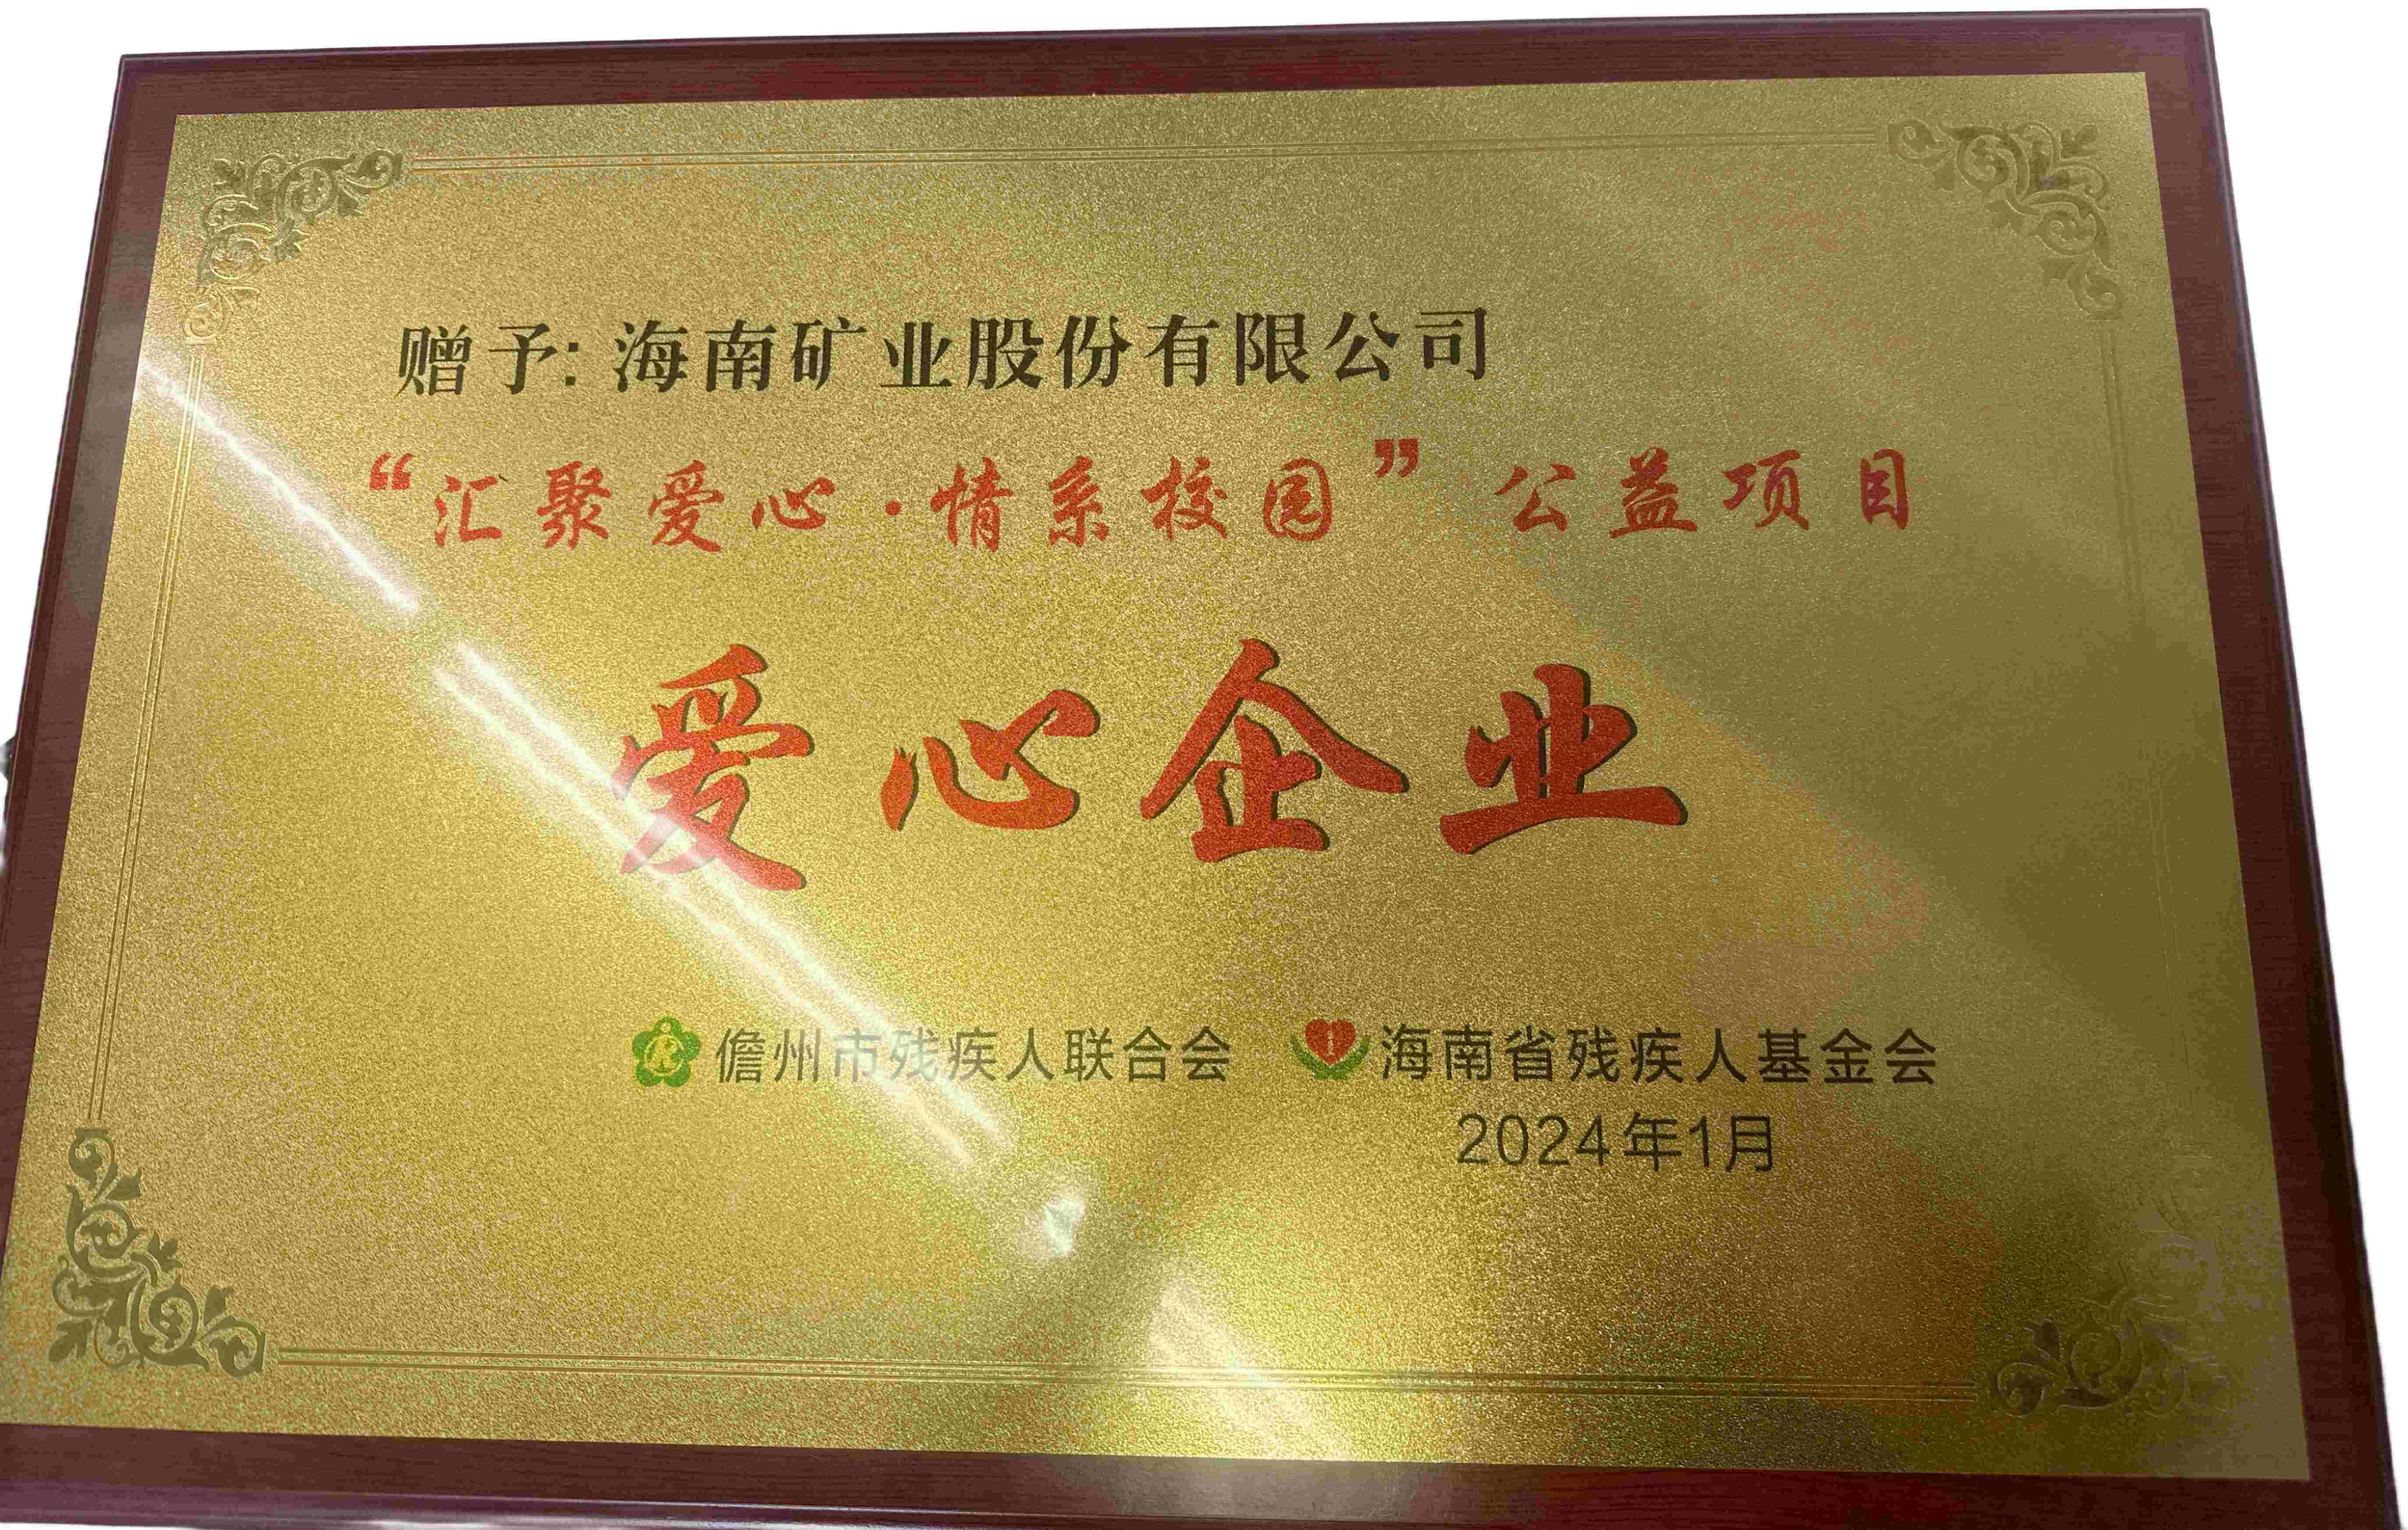 赠予：海南矿业股份有限公司
“汇聚爱心·情系校园”公益项目
爱心企业
儋州市残疾人联合会 海南省残疾人基金会
2024年1月